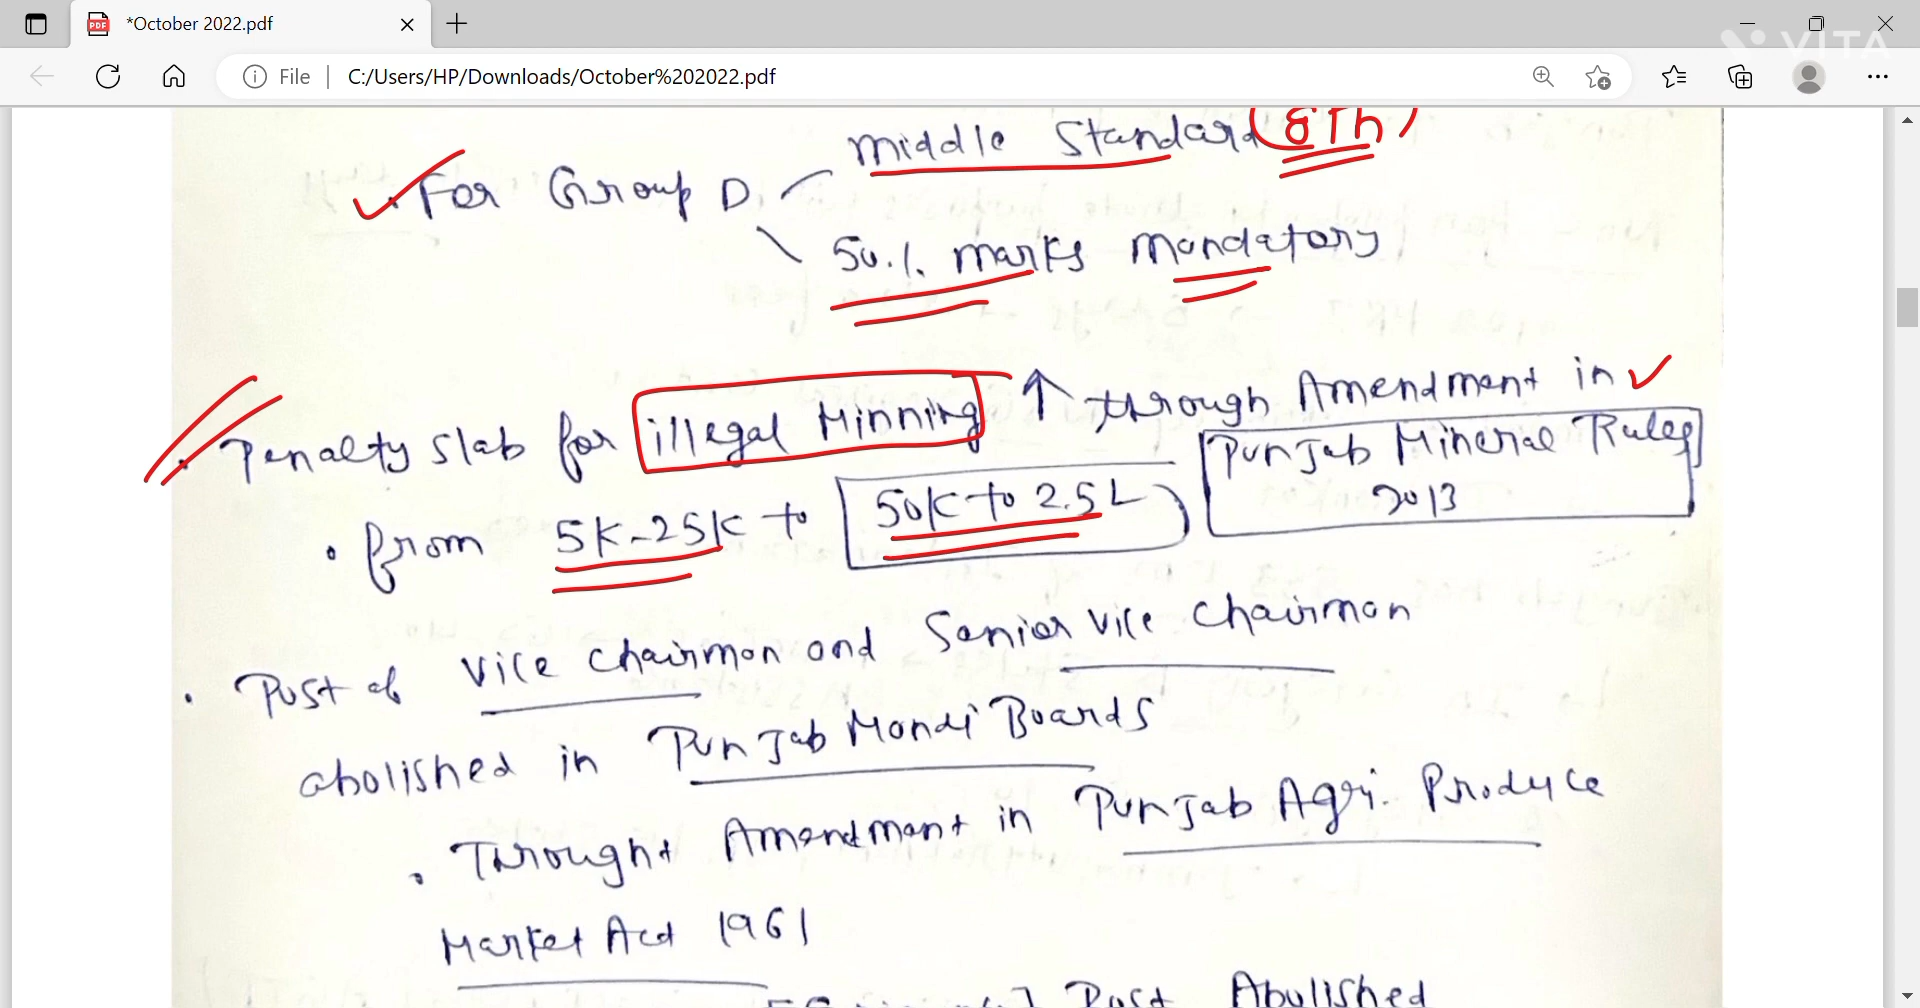 *October 2022.pdf
VITA
File | C:/Users/HP/Downloads/October%202022.pdf
Middle Standard (8Th)
. For Group D
50.1. marks Mandatory
. Penalty Slab for illegal Minning ↑ through Amendment in
Punjab Mineral Rules
2013
. from 5K-25K to 50K to 2.5L
. Post of Vice Chairman and Senior Vice Chairman
abolished in Punjab Mandi Boards
. Throught Amendment in Punjab Agri. Produce
Market Act 1961
Post Abolished